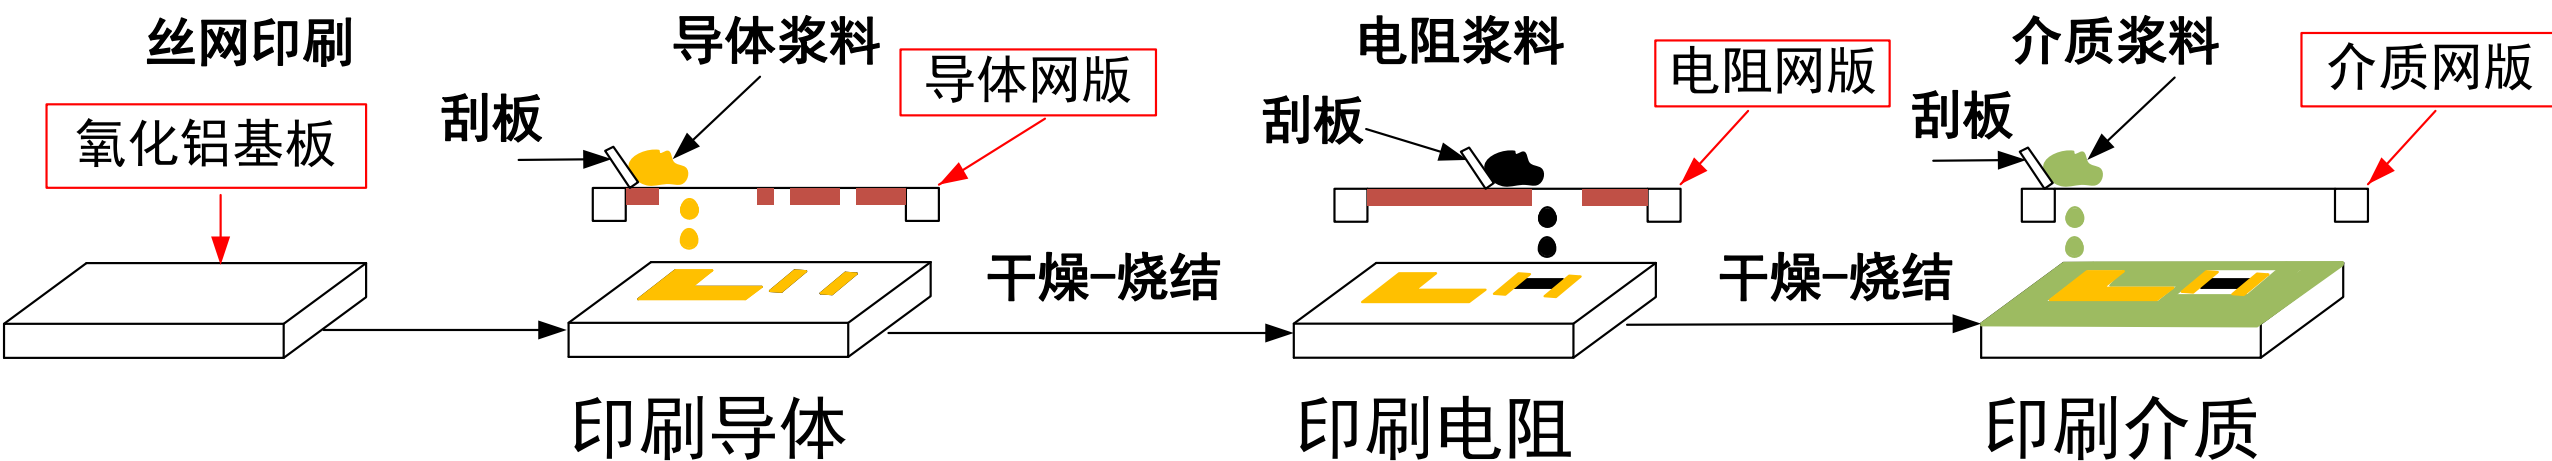 丝网印刷
氧化铝基板
导体浆料
导体网版
刮板
印刷导体
干燥–烧结
电阻浆料
电阻网版
刮板
印刷电阻
干燥–烧结
介质浆料
介质网版
刮板
印刷介质